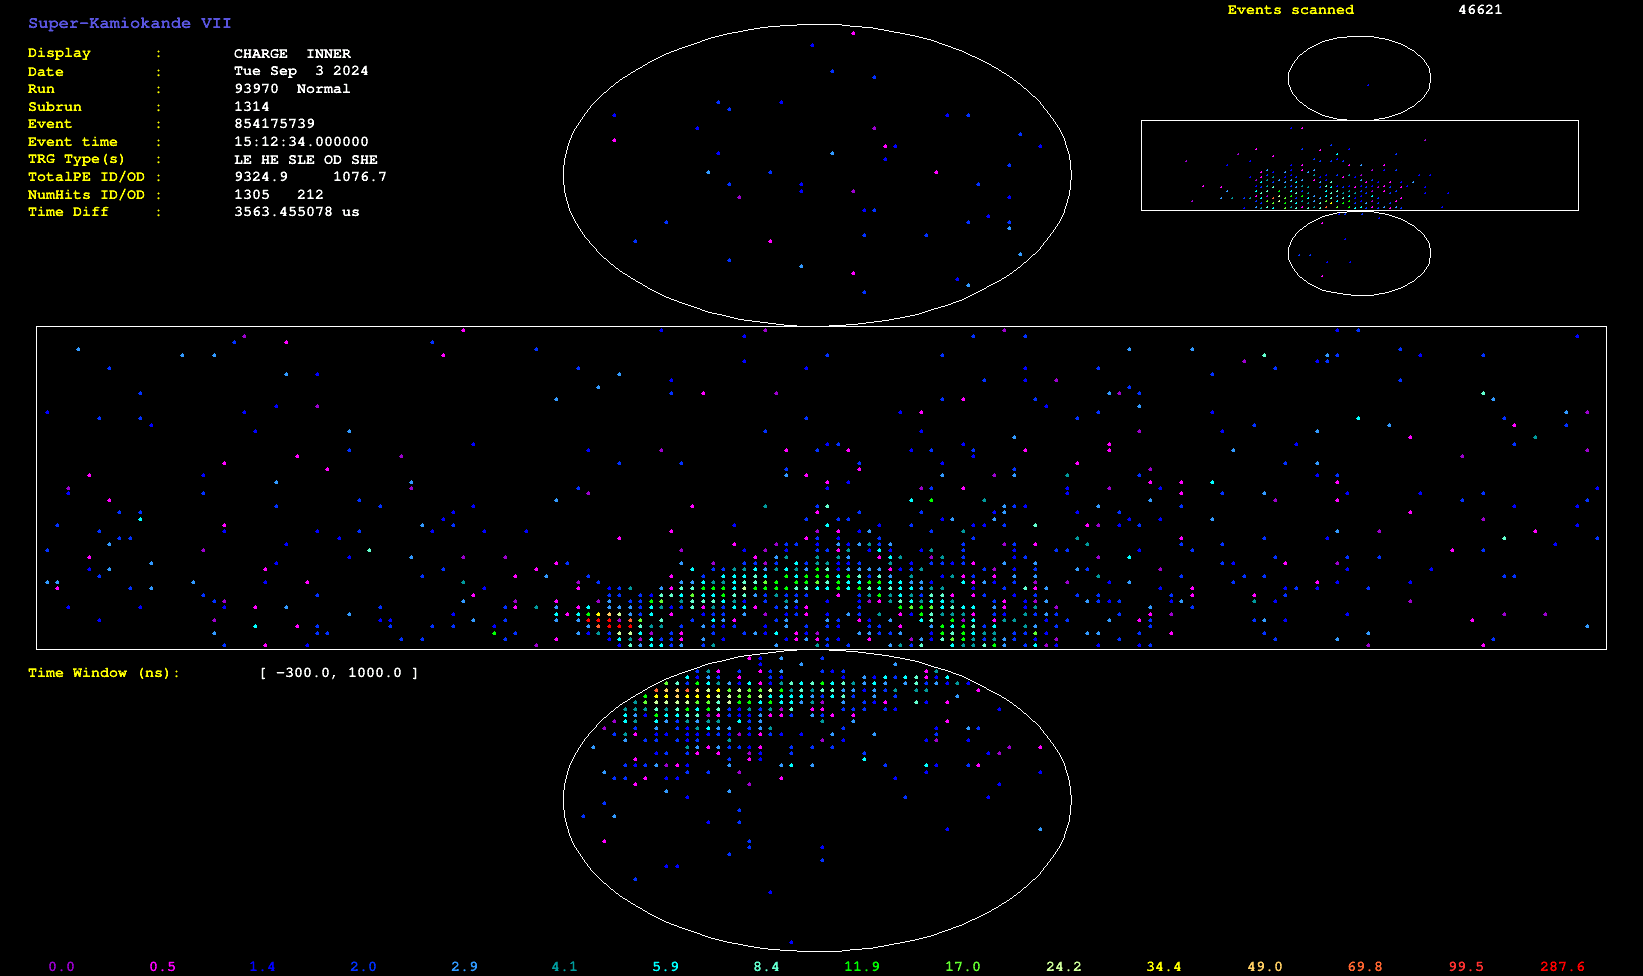 Super-Kamiokande VII
Events scanned 46621
Display : CHARGE INNER
Date : Tue Sep 3 2024
Run : 93970 Normal
Subrun : 1314
Event : 854175739
Event time : 15:12:34.000000
TRG Type(s) : LE HE SLE OD SHE
TotalPE ID/OD : 9324.9 1076.7
NumHits ID/OD : 1305 212
Time Diff : 3563.455078 us
Time Window (ns): [ -300.0, 1000.0 ]
0.0 0.5 1.4 2.0 2.9 4.1 5.9 8.4 11.9 17.0 24.2 34.4 49.0 69.8 99.5 287.6